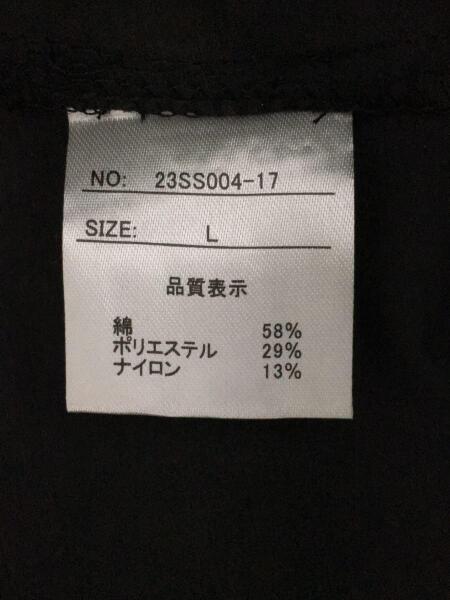 NO: 23SS004-17
SIZE: L
品質表示
綿 58%
ポリエステル 29%
ナイロン 13%